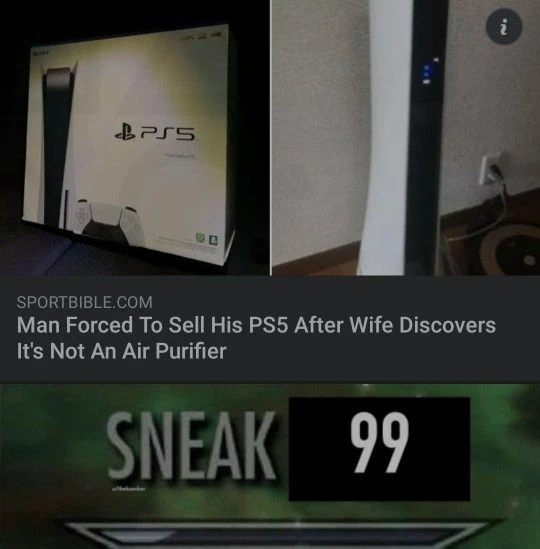 SONY
PS5
SPORTBIBLE.COM
Man Forced To Sell His PS5 After Wife Discovers
It's Not An Air Purifier
SNEAK 99